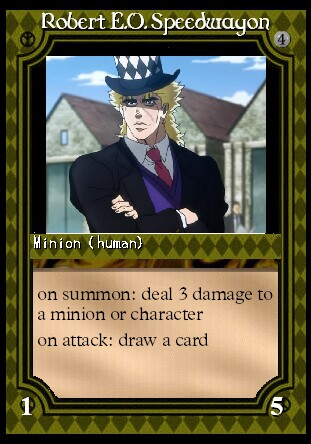 Robert E.O. Speedwagon
4
Minion (human)
on summon: deal 3 damage to
a minion or character
on attack: draw a card
1
5